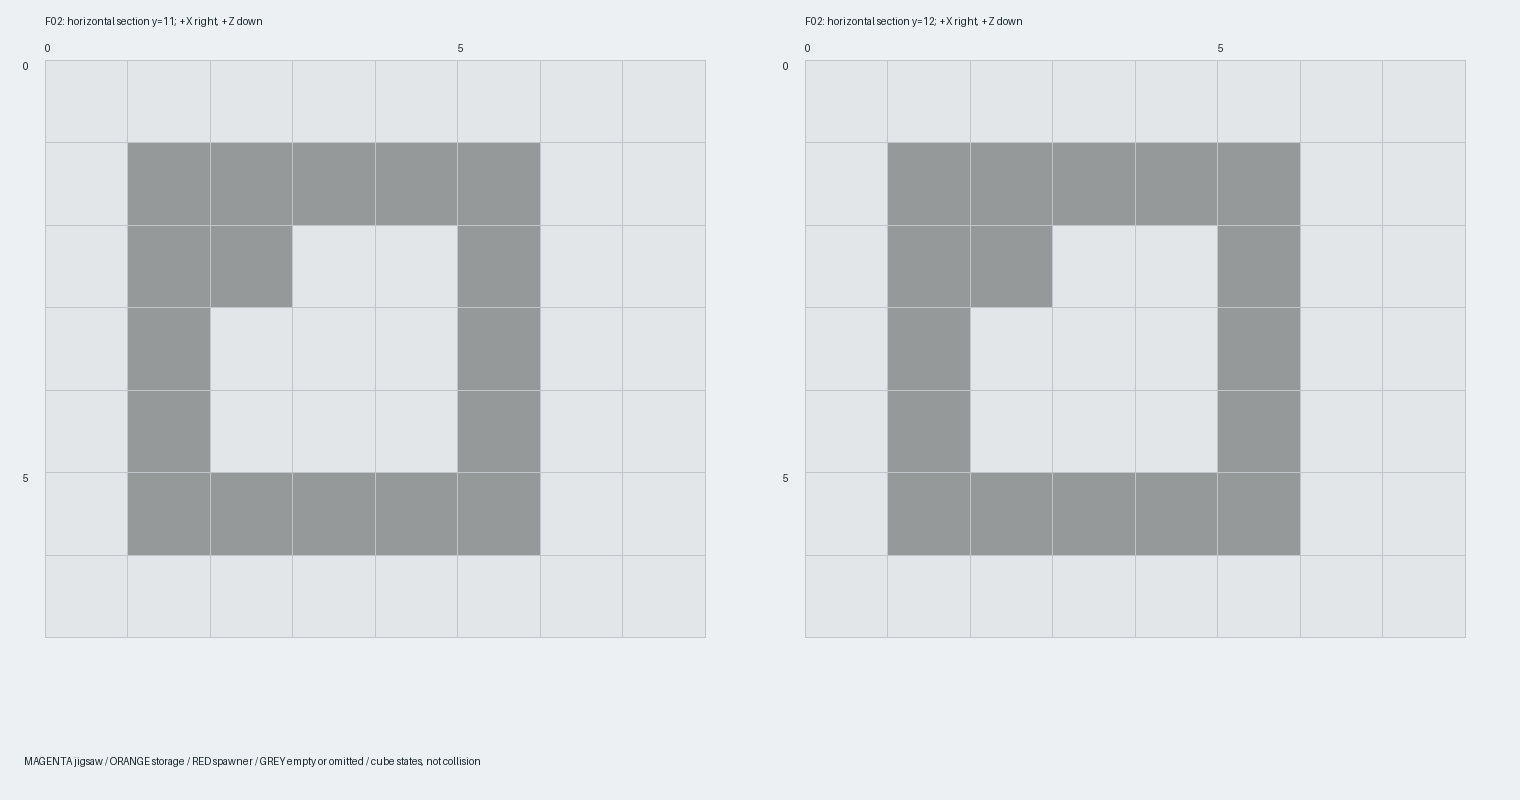 F02: horizontal section y=11; +X right, +Z down
F02: horizontal section y=12; +X right, +Z down
0 5
0 5
0
0
5
5
MAGENTA jigsaw / ORANGE storage / RED spawner / GREY empty or omitted / cube states, not collision